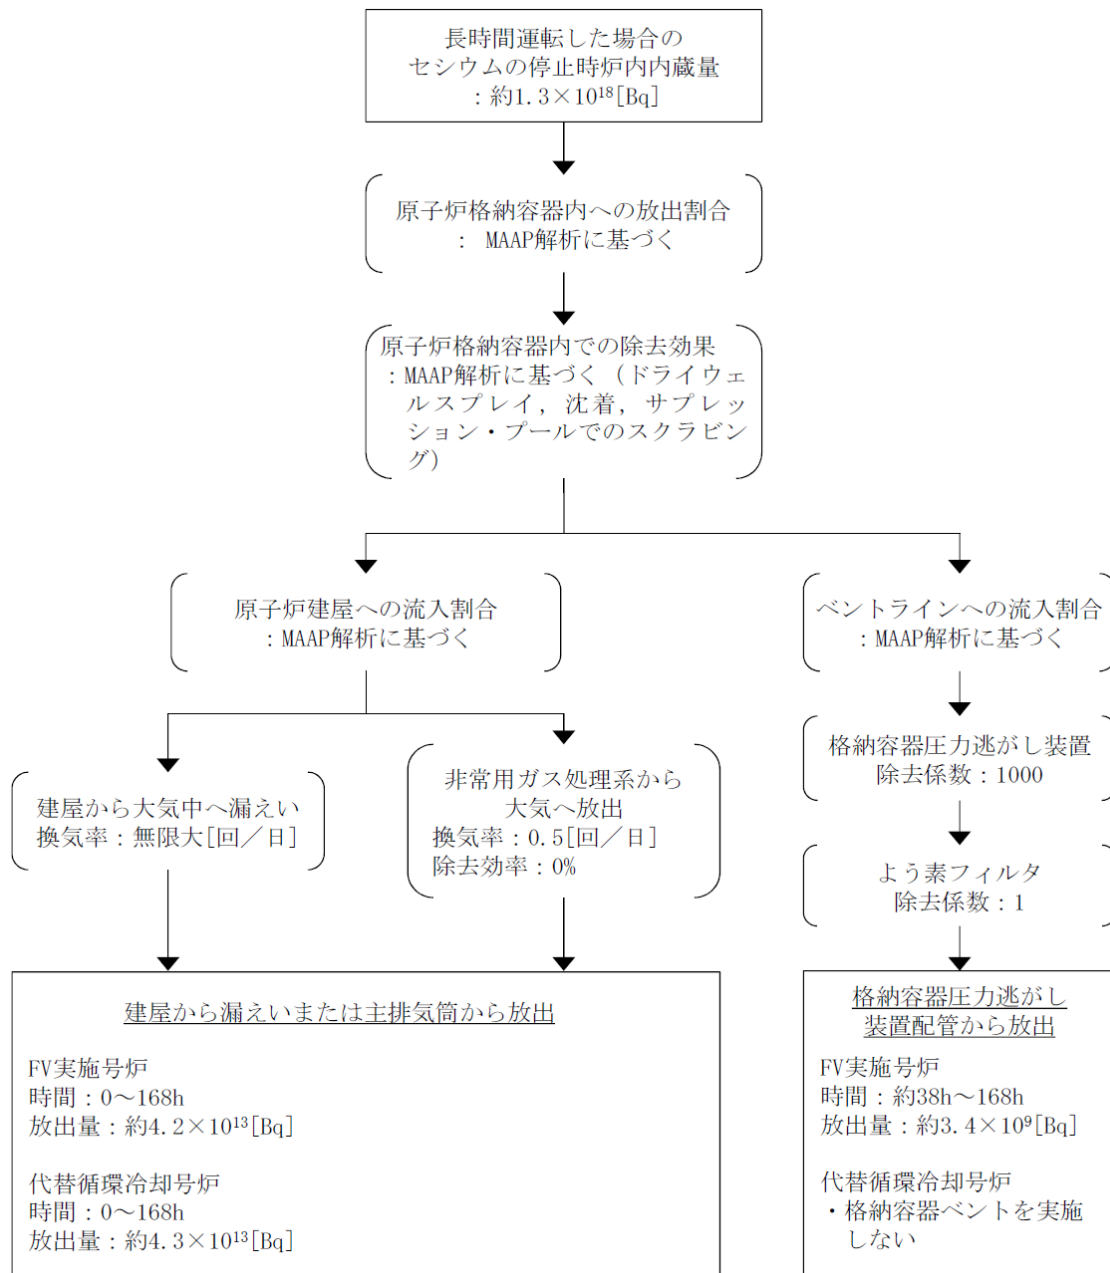 長時間運転した場合の
セシウムの停止時炉内内蔵量
：約1.3×10¹⁸[Bq]
原子炉格納容器内への放出割合
： MAAP解析に基づく
原子炉格納容器内での除去効果
：MAAP解析に基づく（ドライウェ
ルスプレイ，沈着，サプレッ
ション・プールでのスクラビン
グ）
原子炉建屋への流入割合
：MAAP解析に基づく
ベントラインへの流入割合
：MAAP解析に基づく
建屋から大気中へ漏えい
換気率：無限大[回／日]
非常用ガス処理系から
大気へ放出
換気率：0.5[回／日]
除去効率：0%
格納容器圧力逃がし装置
除去係数：1000
よう素フィルタ
除去係数：1
建屋から漏えいまたは主排気筒から放出
FV実施号炉
時間：0～168h
放出量：約4.2×10¹³[Bq]
代替循環冷却号炉
時間：0～168h
放出量：約4.3×10¹³[Bq]
格納容器圧力逃がし
装置配管から放出
FV実施号炉
時間：約38h～168h
放出量：約3.4×10⁹[Bq]
代替循環冷却号炉
・格納容器ベントを実施
しない